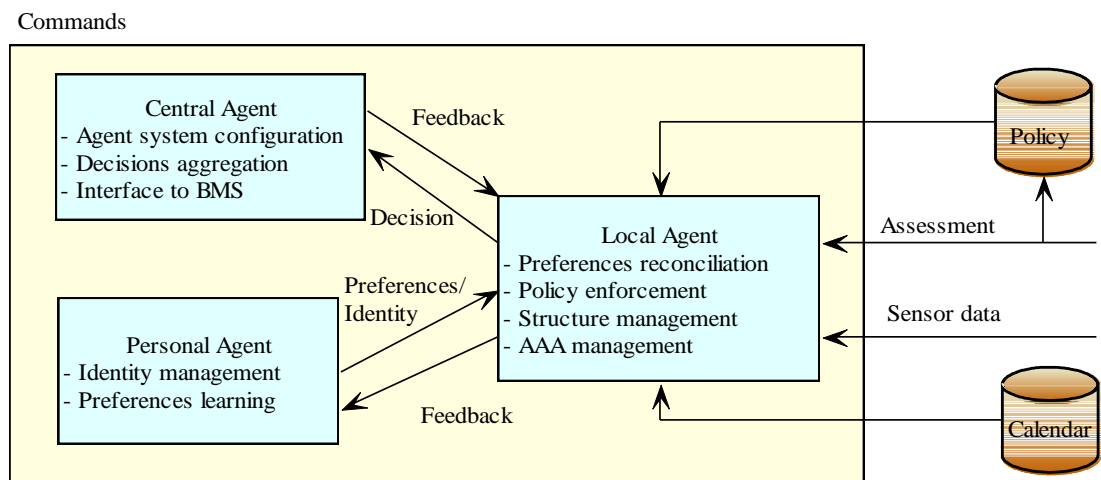 Commands
Central Agent
- Agent system configuration
- Decisions aggregation
- Interface to BMS
Feedback
Decision
Policy
Local Agent
- Preferences reconciliation
- Policy enforcement
- Structure management
- AAA management
Assessment
Preferences/
Identity
Sensor data
Personal Agent
- Identity management
- Preferences learning
Feedback
Calendar